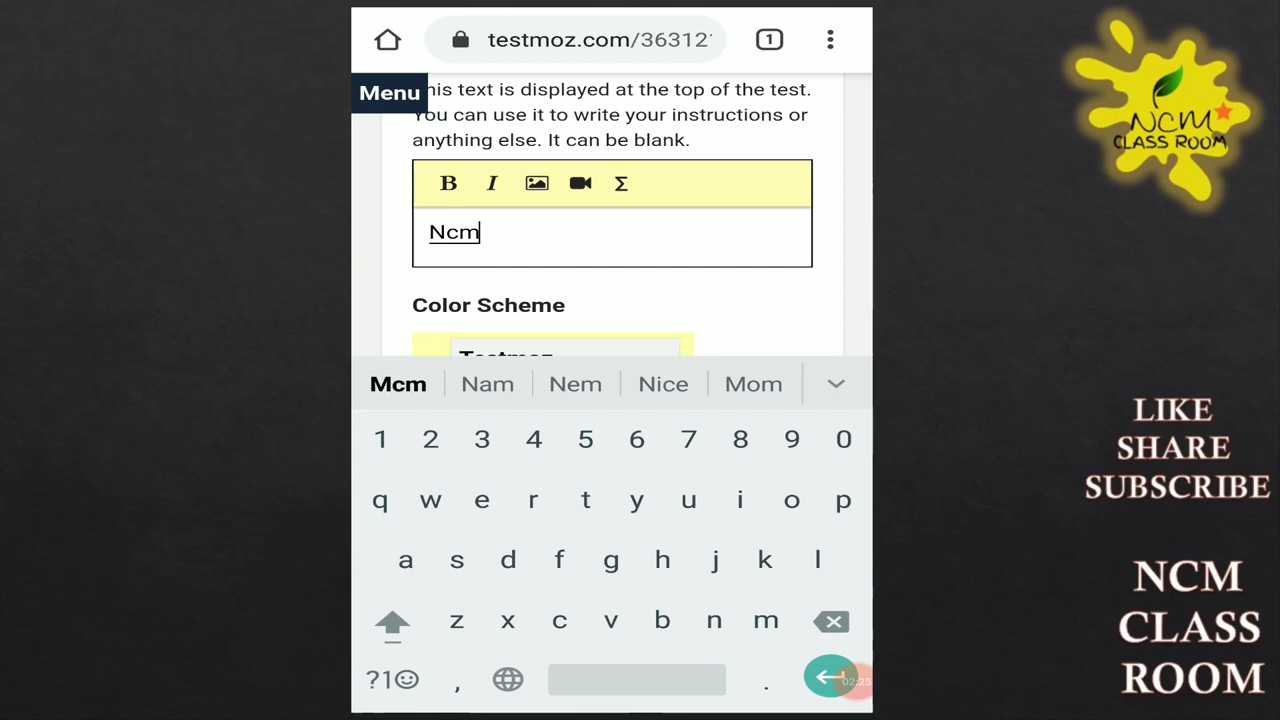 testmoz.com/36312
1
Menu
his text is displayed at the top of the test.
You can use it to write your instructions or
anything else. It can be blank.
B I Σ
Ncm
Color Scheme
Testmoz
Mcm Nam Nem Nice Mom
1 2 3 4 5 6 7 8 9 0
q w e r t y u i o p
a s d f g h j k l
z x c v b n m
?1 , .
02:25
NCM
CLASS ROOM
LIKE
SHARE
SUBSCRIBE
NCM
CLASS
ROOM